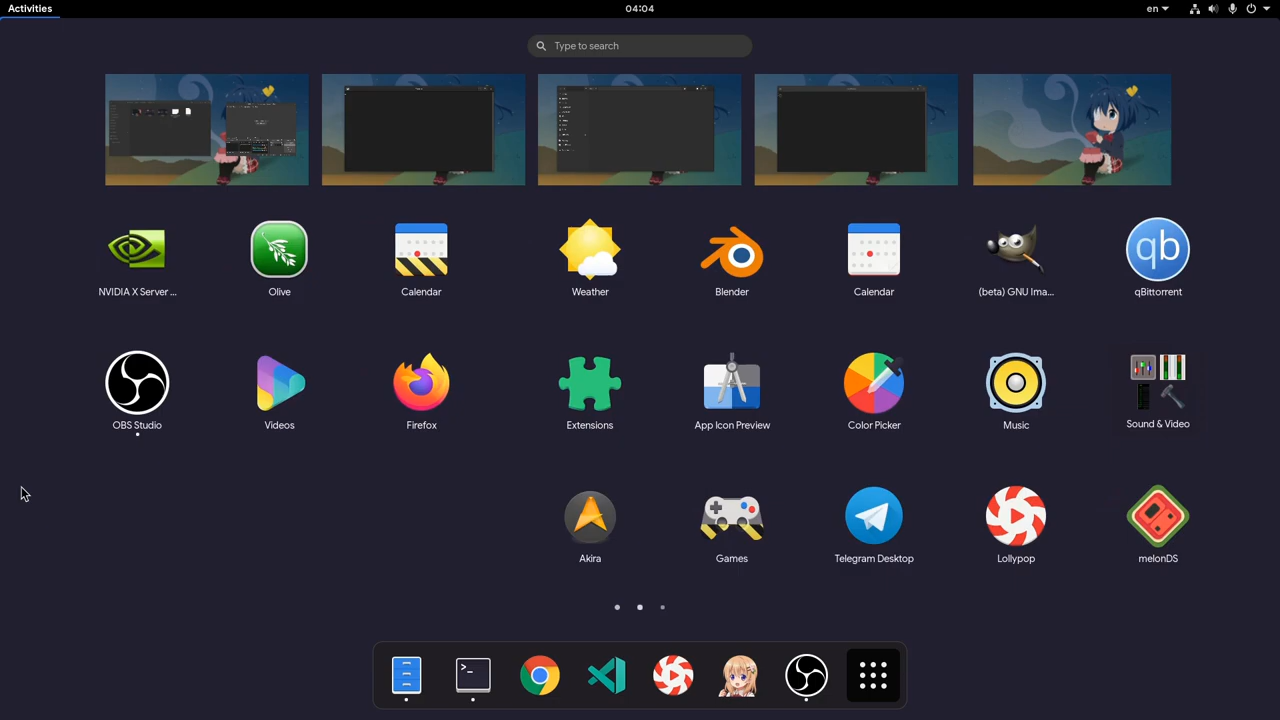 Activities
04:04
en
Type to search
NVIDIA X Server ...
Olive
Calendar
Weather
Blender
Calendar
(beta) GNU Ima...
qb
qBittorrent
OBS Studio
Videos
Firefox
Extensions
App Icon Preview
Color Picker
Music
Sound & Video
Akira
Games
Telegram Desktop
Lollypop
melonDS
>_